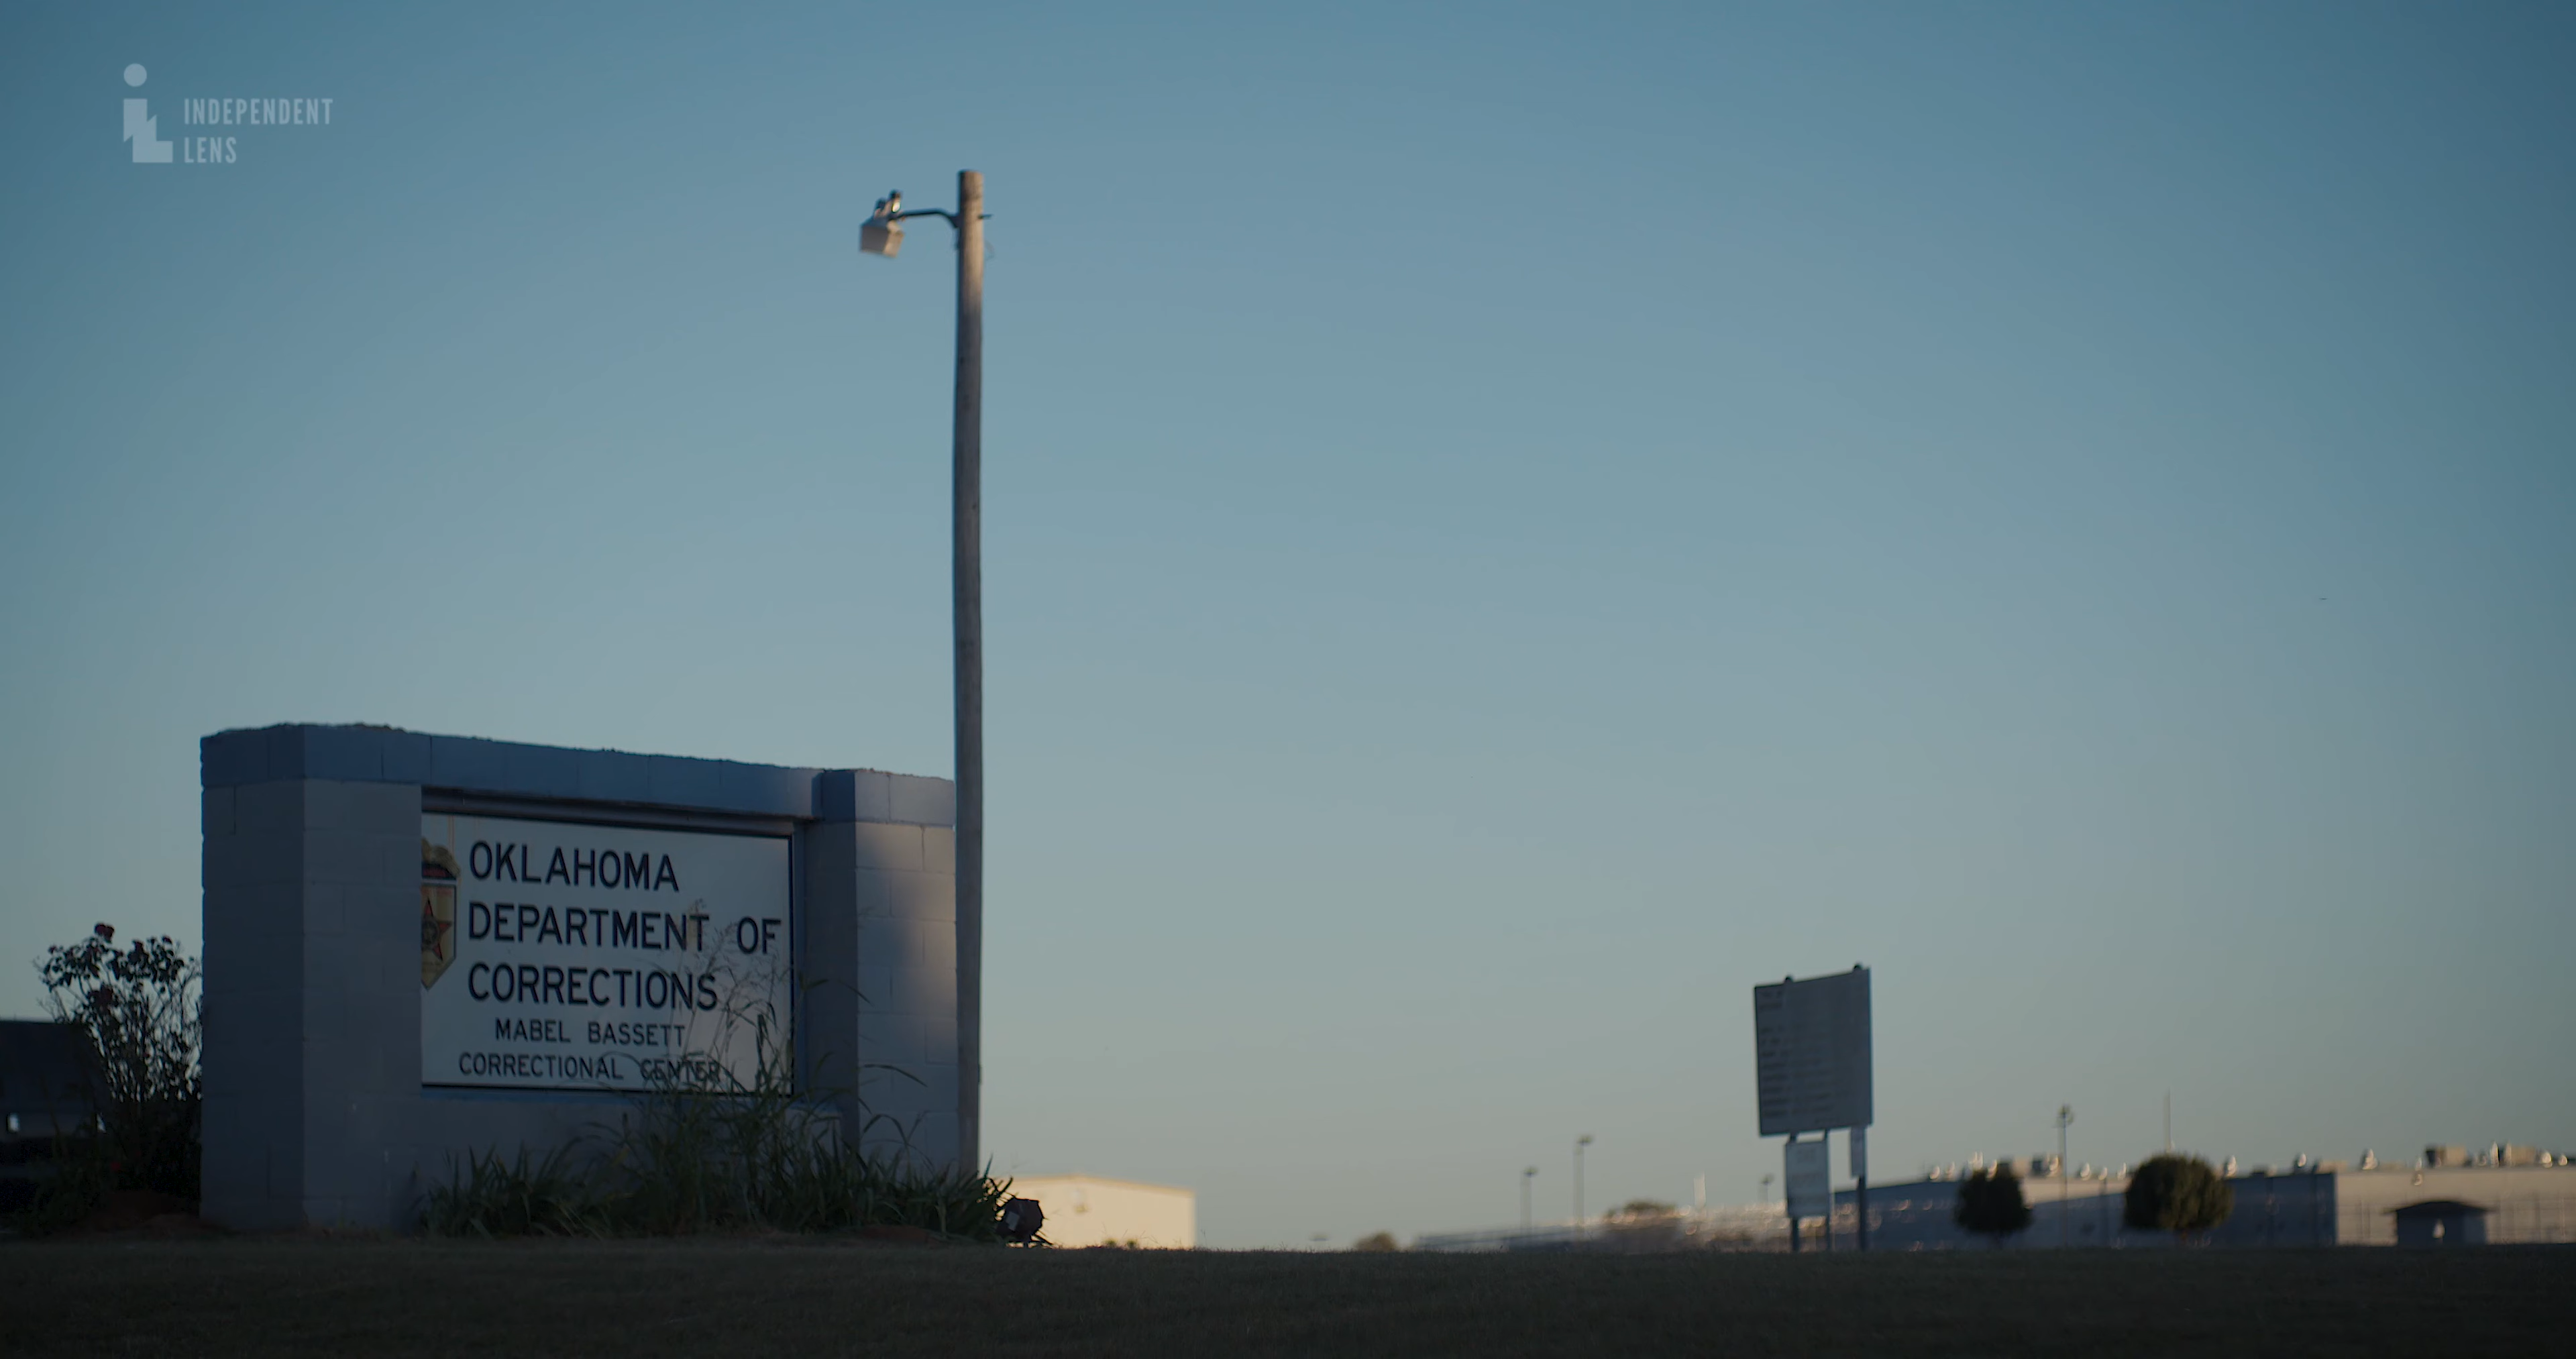 INDEPENDENT
LENS
OKLAHOMA
DEPARTMENT OF
CORRECTIONS
MABEL BASSETT
CORRECTIONAL CENTER